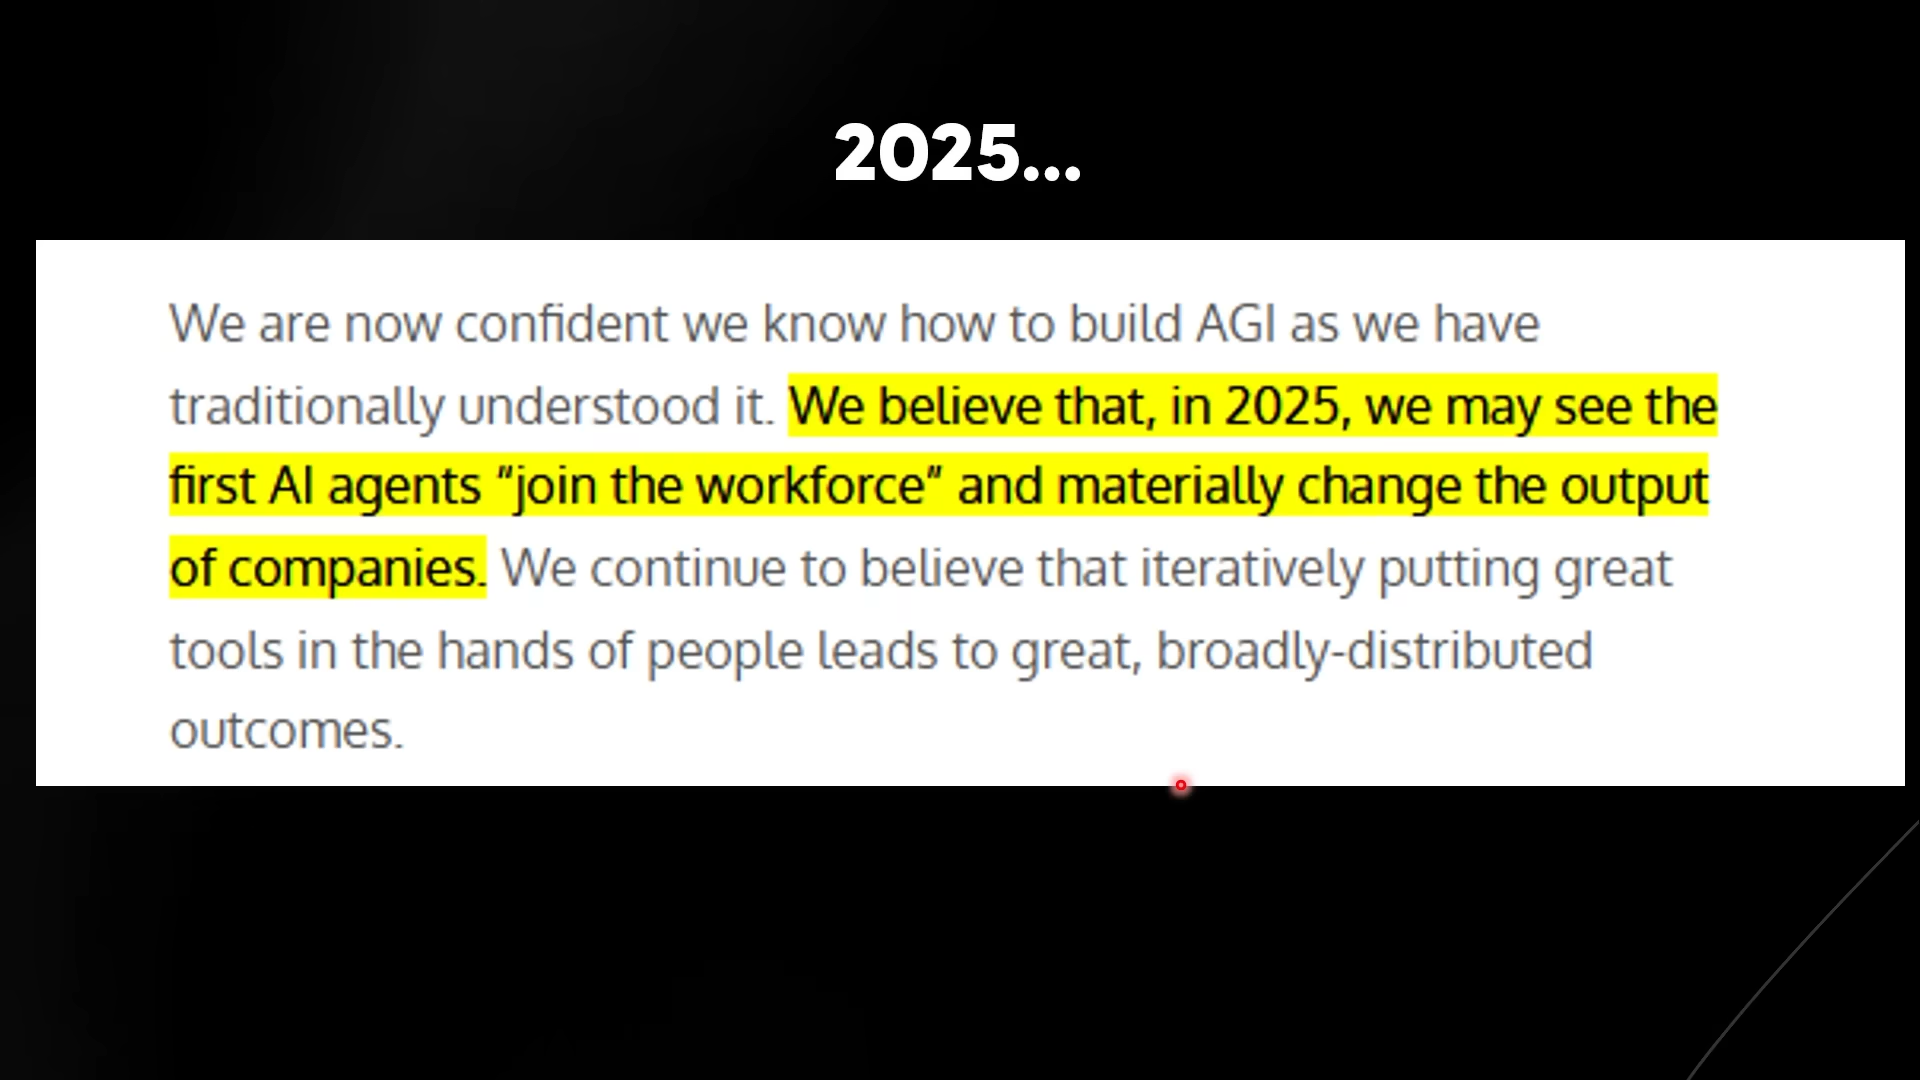 2025...
We are now confident we know how to build AGI as we have
traditionally understood it. We believe that, in 2025, we may see the
first AI agents “join the workforce” and materially change the output
of companies. We continue to believe that iteratively putting great
tools in the hands of people leads to great, broadly-distributed
outcomes.